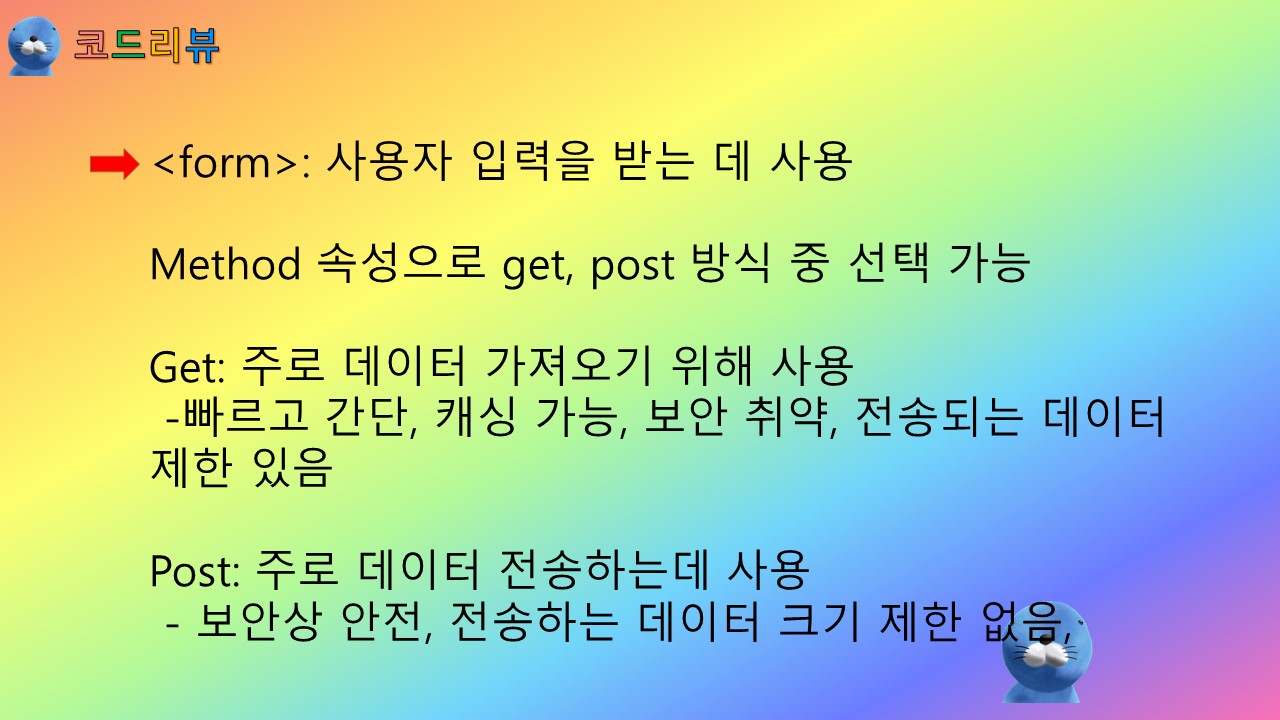 코드리뷰
<form>: 사용자 입력을 받는 데 사용
Method 속성으로 get, post 방식 중 선택 가능
Get: 주로 데이터 가져오기 위해 사용
-빠르고 간단, 캐싱 가능, 보안 취약, 전송되는 데이터
제한 있음
Post: 주로 데이터 전송하는데 사용
- 보안상 안전, 전송하는 데이터 크기 제한 없음,